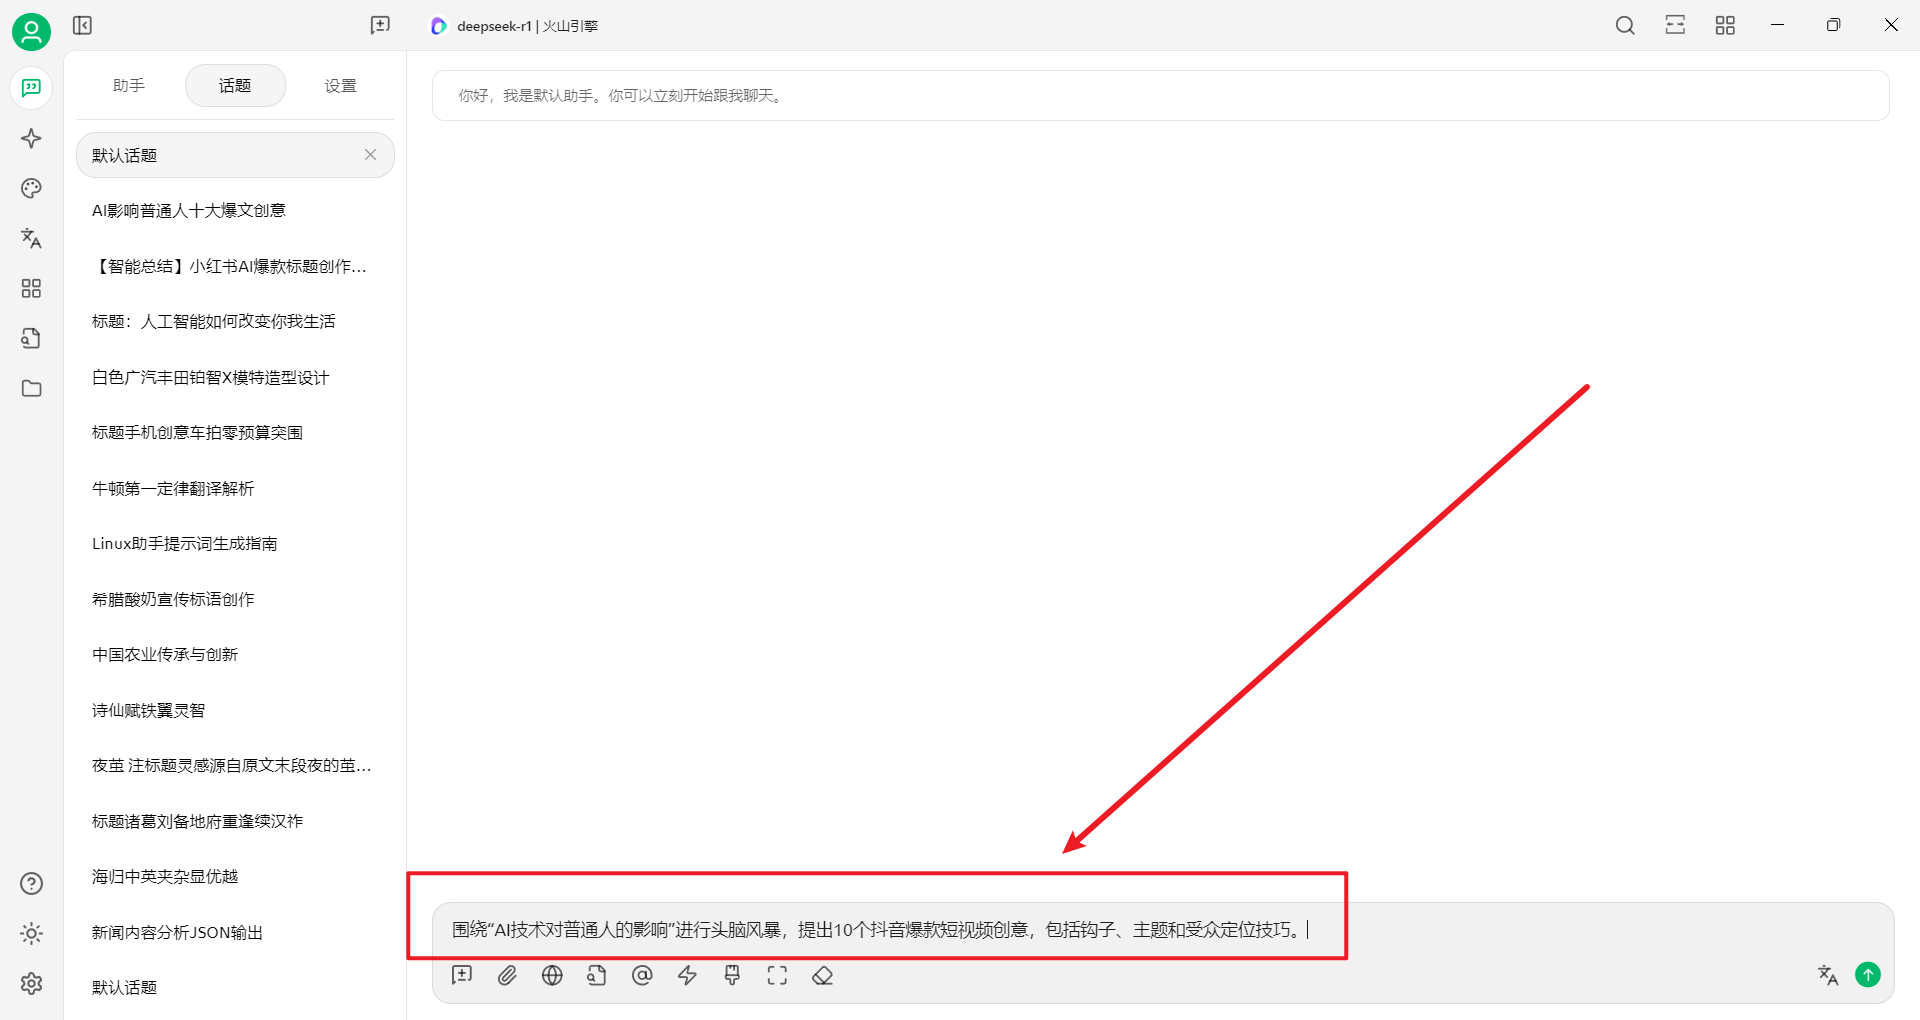 deepseek-r1 | 火山引擎
助手
话题
设置
默认话题
AI影响普通人十大爆文创意
【智能总结】小红书AI爆款标题创作...
标题：人工智能如何改变你我生活
白色广汽丰田铂智X模特造型设计
标题手机创意车拍零预算突围
牛顿第一定律翻译解析
Linux助手提示词生成指南
希腊酸奶宣传标语创作
中国农业传承与创新
诗仙赋铁翼灵智
夜茧 注标题灵感源自原文末段夜的茧...
标题诸葛刘备地府重逢续汉祚
海归中英夹杂显优越
新闻内容分析JSON输出
默认话题
你好，我是默认助手。你可以立刻开始跟我聊天。
围绕“AI技术对普通人的影响”进行头脑风暴，提出10个抖音爆款短视频创意，包括钩子、主题和受众定位技巧。